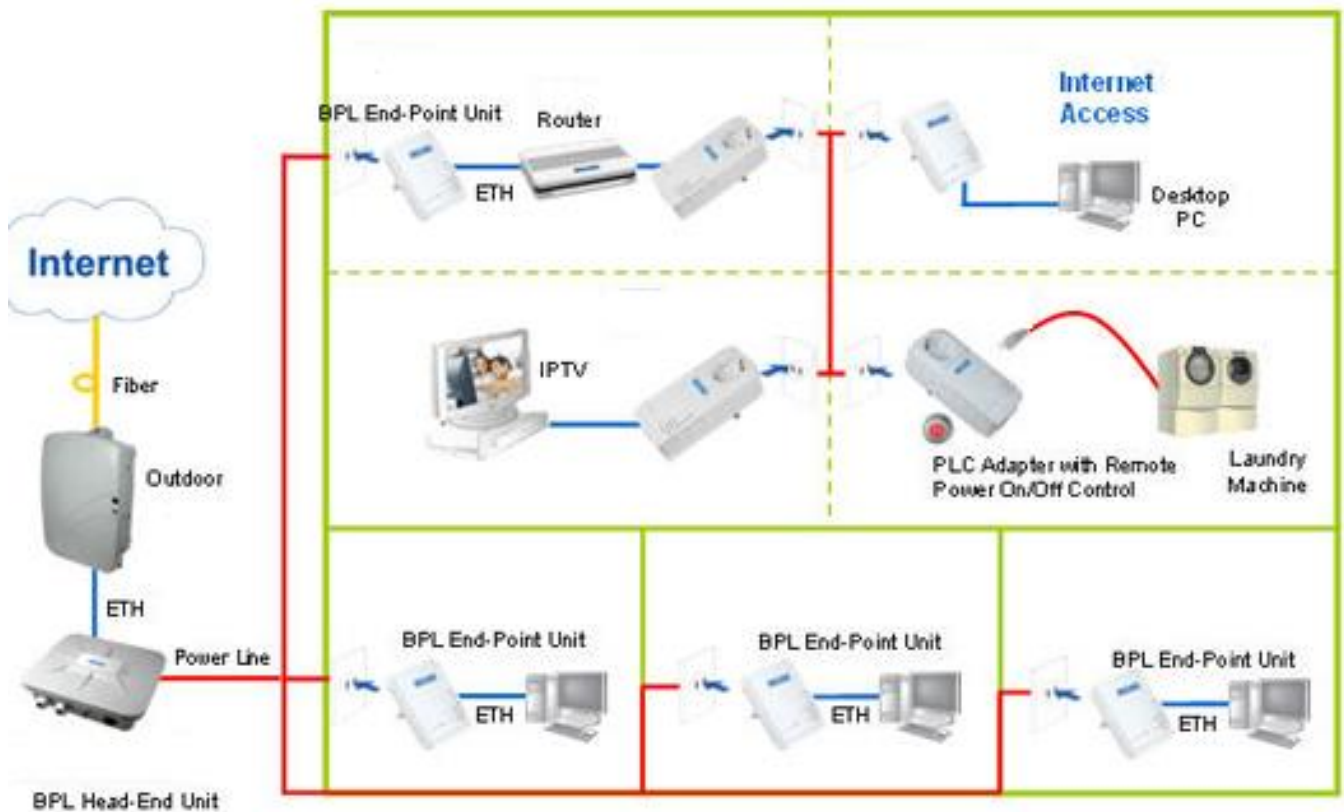 BPL End-Point Unit
Router
ETH
Internet
Access
Desktop
PC
Internet
Fiber
IPTV
Outdoor
PLC Adapter with Remote
Power On/Off Control
Laundry
Machine
ETH
Power Line
BPL Head-End Unit
BPL End-Point Unit
ETH
BPL End-Point Unit
ETH
BPL End-Point Unit
ETH